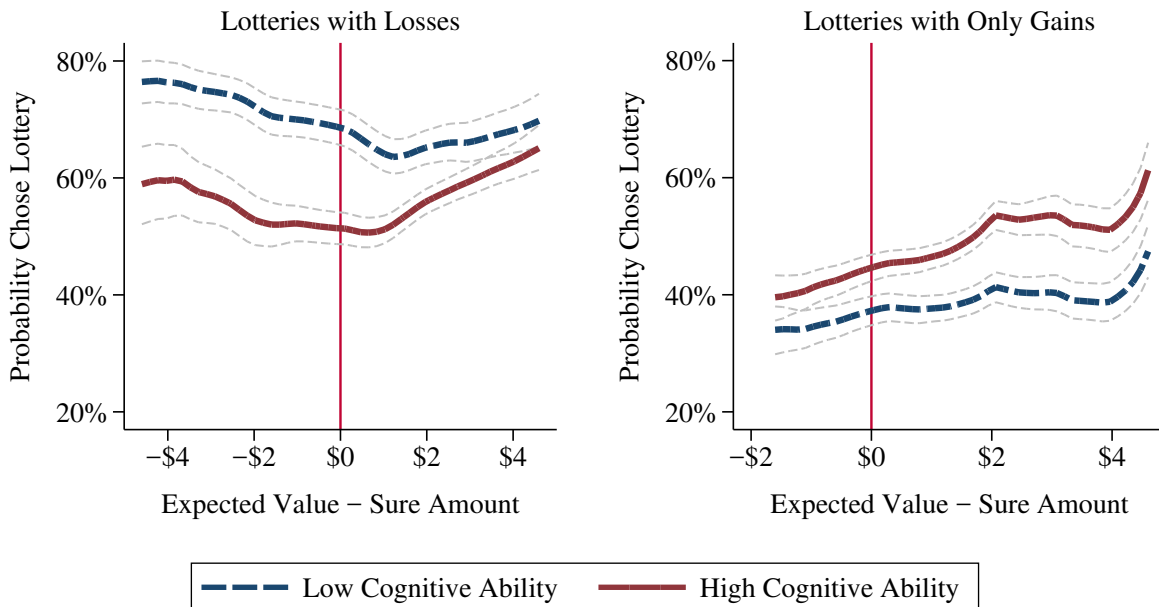 Lotteries with Losses
Probability Chose Lottery
80%
60%
40%
20%
−$4 −$2 $0 $2 $4
Expected Value − Sure Amount
Lotteries with Only Gains
Probability Chose Lottery
80%
60%
40%
20%
−$2 $0 $2 $4
Expected Value − Sure Amount
Low Cognitive Ability High Cognitive Ability